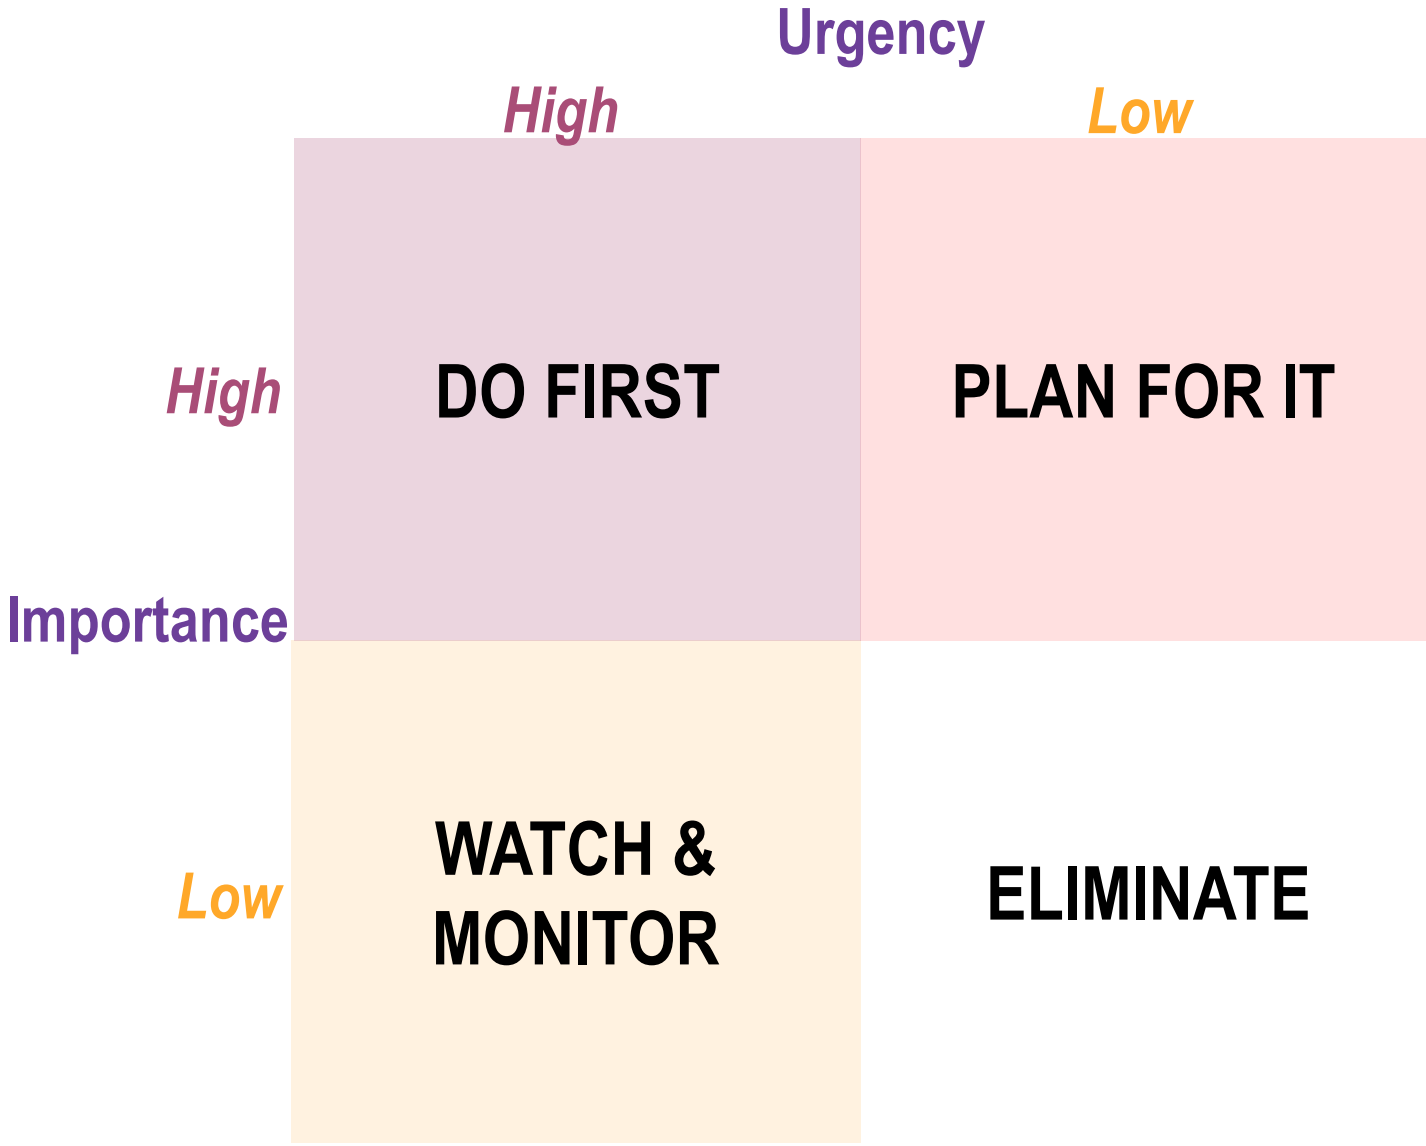 Urgency
High
Low
High
DO FIRST
PLAN FOR IT
Importance
WATCH &
MONITOR
Low
ELIMINATE